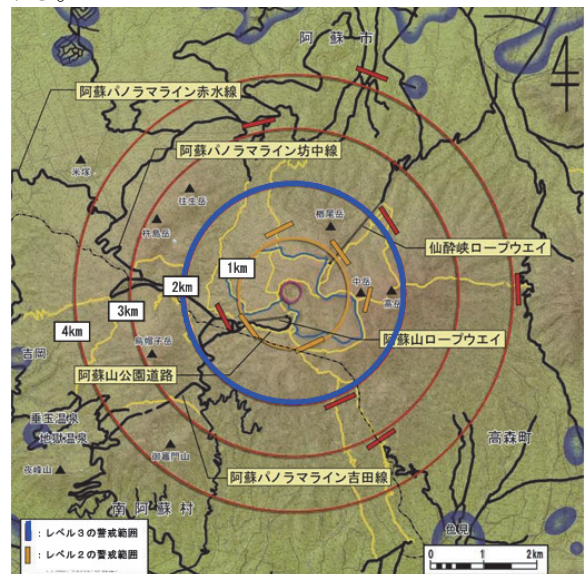 阿蘇市
阿蘇パノラマライン赤水線
阿蘇パノラマライン坊中線
米塚
往生岳
杵島岳
楢尾岳
仙酔峡ロープウエイ
1km
2km
3km
4km
中岳
高岳
烏帽子岳
阿蘇山ロープウエイ
阿蘇山公園道路
吉岡
垂玉温泉
地獄温泉
夜峰山
御竈門山
高森町
阿蘇パノラマライン吉田線
南阿蘇村
色見
：レベル３の警戒範囲
：レベル２の警戒範囲
0 1 2km